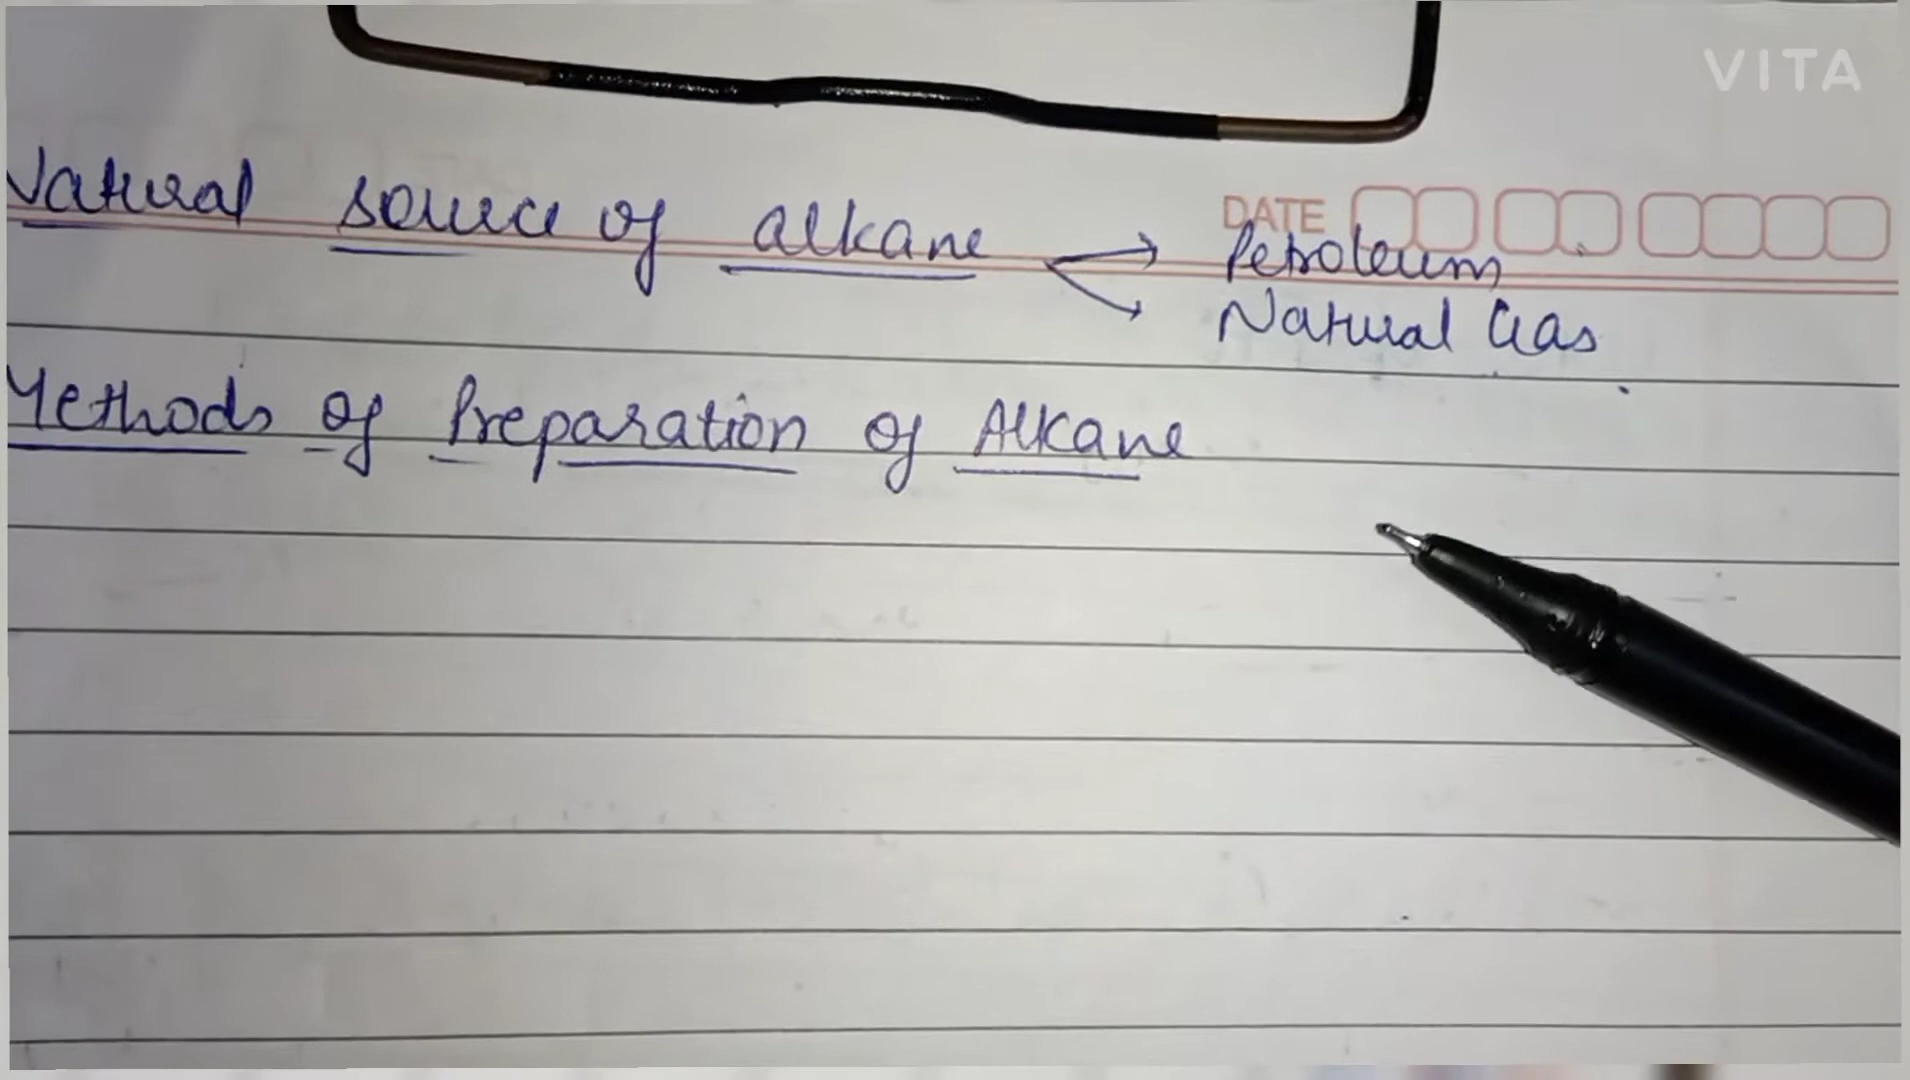 VITA
Natural source of alkane
DATE
Petroleum
Natural Gas
Methods of Preparation of Alkane